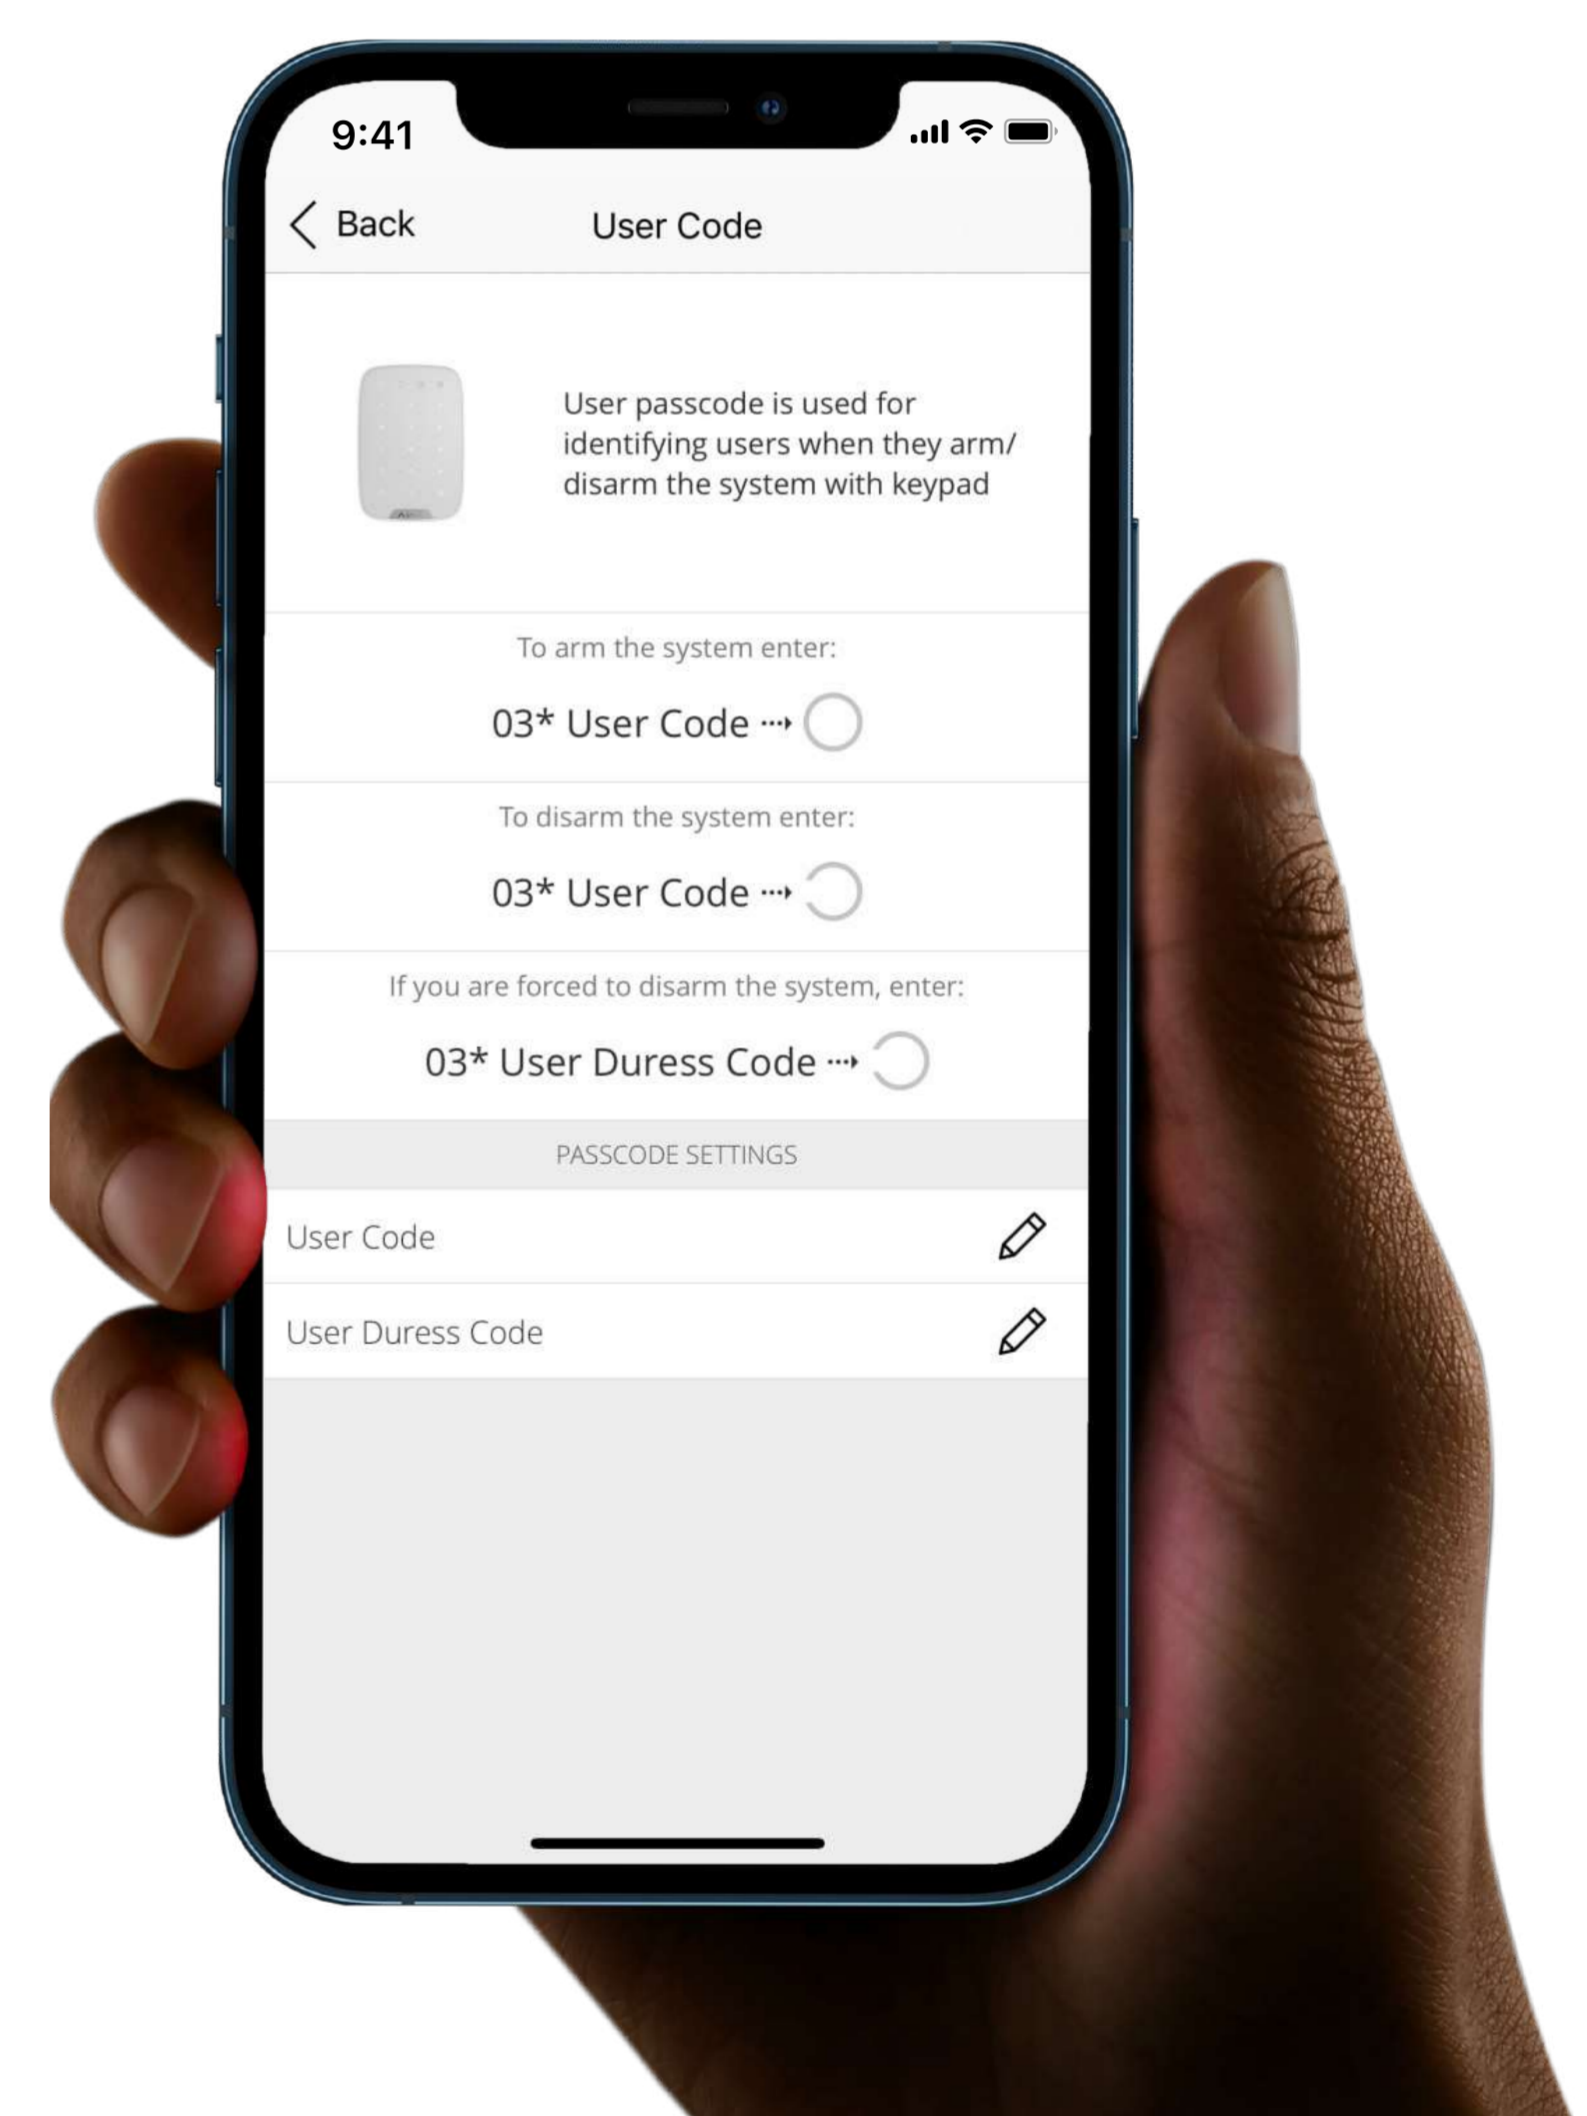 9:41
Back
User Code
User passcode is used for
identifying users when they arm/
disarm the system with keypad
To arm the system enter:
03* User Code
To disarm the system enter:
03* User Code
If you are forced to disarm the system, enter:
03* User Duress Code
PASSCODE SETTINGS
User Code
User Duress Code